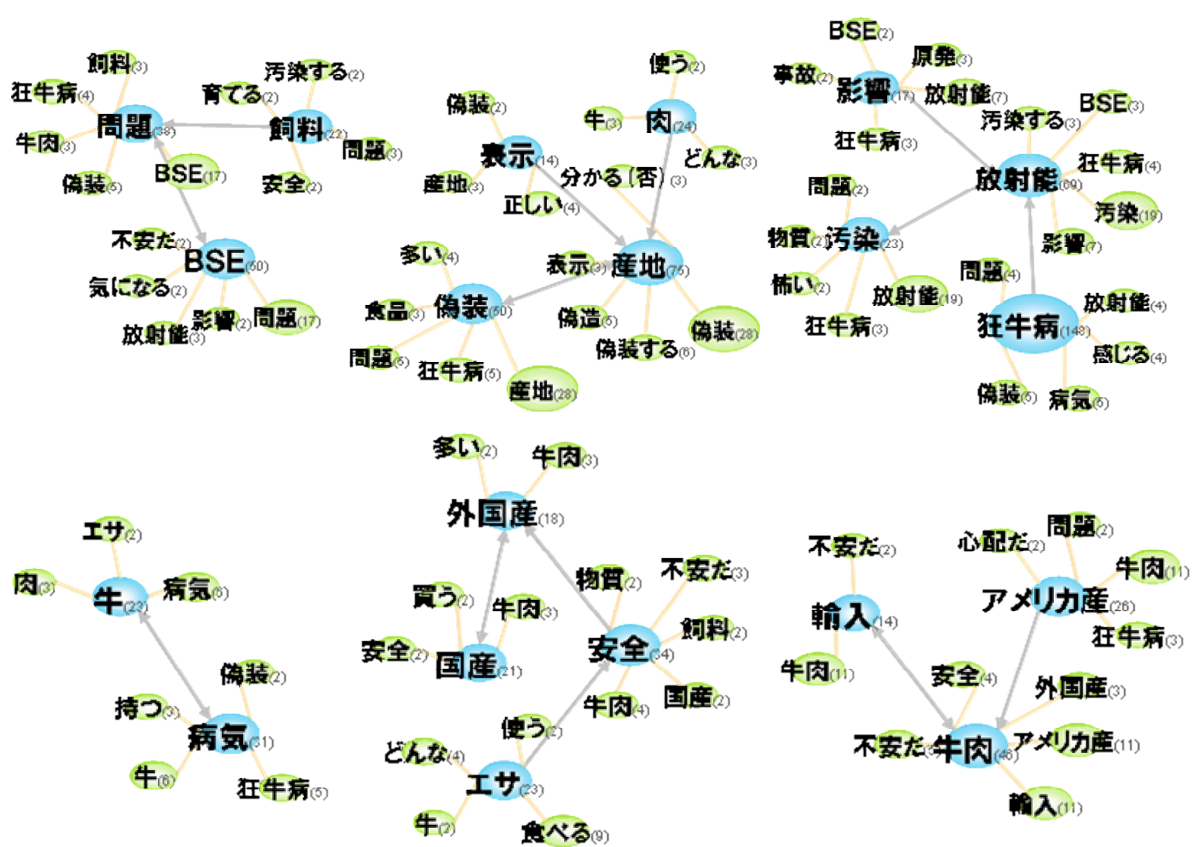 飼料(3)
狂牛病(4)
牛肉(3)
偽装(5)
問題(38)
BSE(17)
汚染する(2)
育てる(2)
飼料(22)
問題(3)
安全(2)
不安だ(2)
BSE(50)
気になる(2)
放射能(3)
影響(2)
問題(17)
使う(2)
肉(24)
牛(3)
どんな(3)
偽装(2)
表示(14)
産地(3)
正しい(4)
分かる〔否〕(3)
表示(3)
産地(75)
偽造(5)
偽装する(6)
偽装(28)
多い(4)
食品(3)
偽装(50)
問題(5)
狂牛病(5)
産地(28)
BSE(2)
事故(2)
影響(17)
原発(3)
放射能(7)
狂牛病(3)
汚染する(3)
BSE(3)
狂牛病(4)
放射能(69)
汚染(19)
影響(7)
問題(2)
物質(2)
汚染(23)
怖い(2)
狂牛病(3)
放射能(19)
問題(4)
狂牛病(148)
放射能(4)
感じる(4)
偽装(5)
病気(5)
エサ(2)
肉(3)
牛(23)
病気(6)
偽装(2)
持つ(3)
病気(31)
牛(6)
狂牛病(5)
多い(2)
牛肉(3)
外国産(18)
買う(2)
牛肉(3)
安全(2)
国産(21)
物質(2)
不安だ(3)
飼料(2)
安全(34)
国産(2)
牛肉(4)
使う(2)
どんな(4)
エサ(23)
牛(2)
食べる(9)
不安だ(2)
輸入(14)
牛肉(11)
心配だ(2)
問題(2)
牛肉(11)
アメリカ産(26)
狂牛病(3)
安全(4)
外国産(3)
不安だ
牛肉(46)
アメリカ産(11)
輸入(11)